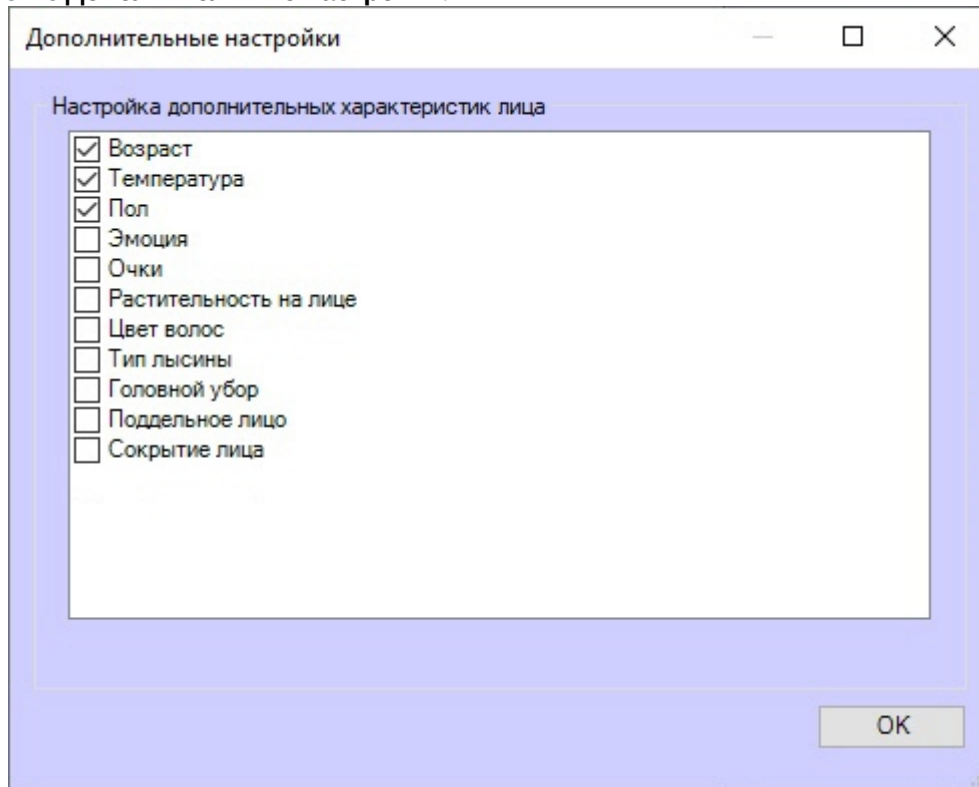 Дополнительные настройки
Настройка дополнительных характеристик лица
Возраст
Температура
Пол
Эмоция
Очки
Растительность на лице
Цвет волос
Тип лысины
Головной убор
Поддельное лицо
Сокрытие лица
OK